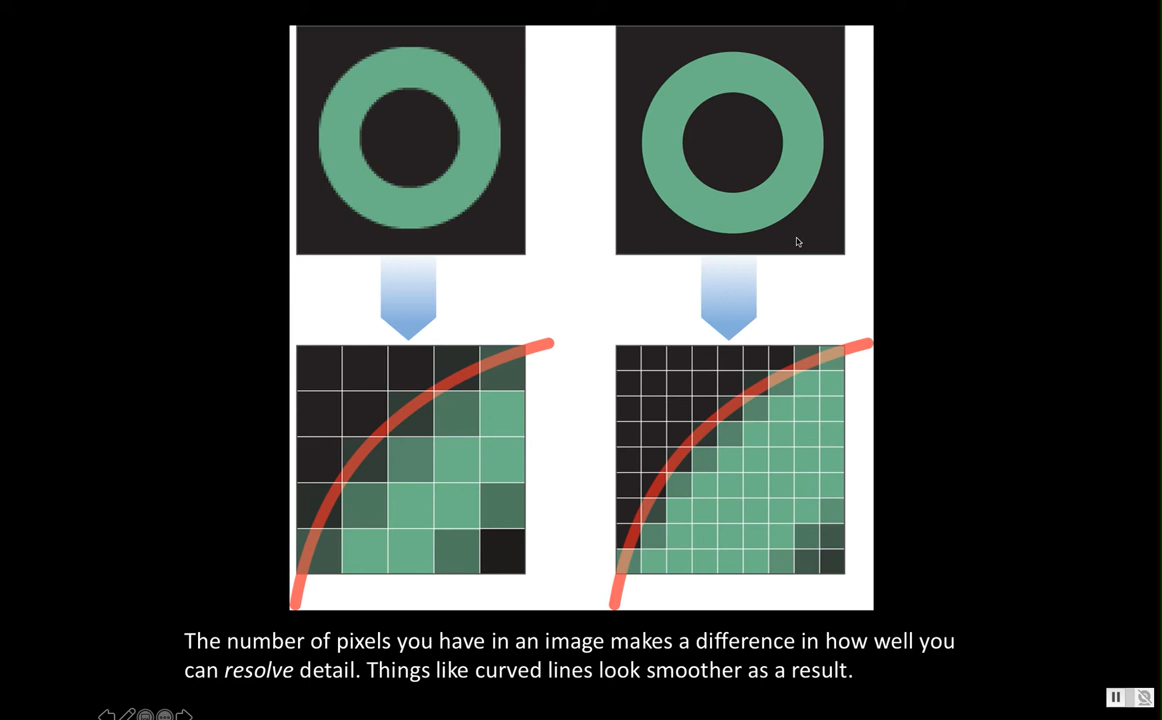 The number of pixels you have in an image makes a difference in how well you
can resolve detail. Things like curved lines look smoother as a result.